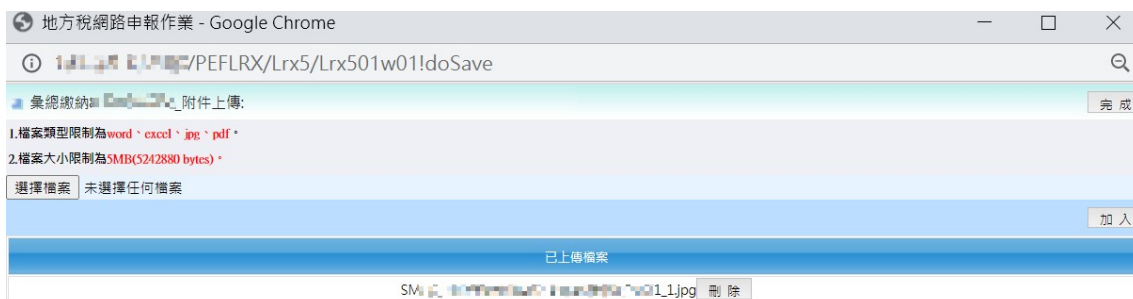 地方稅網路申報作業 - Google Chrome
/PEFLRX/Lrx5/Lrx501w01!doSave
彙總繳納 附件上傳:
完 成
1.檔案類型限制為word、excel、jpg、pdf。
2.檔案大小限制為5MB(5242880 bytes)。
選擇檔案 未選擇任何檔案
加 入
已上傳檔案
SM 1_1.jpg 刪 除